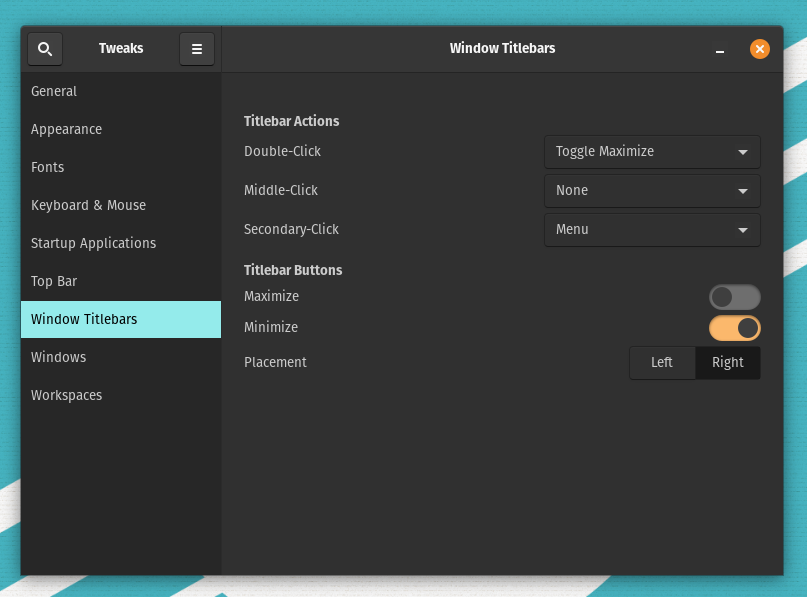 Tweaks
Window Titlebars
General
Appearance
Fonts
Keyboard & Mouse
Startup Applications
Top Bar
Window Titlebars
Windows
Workspaces
Titlebar Actions
Double-Click Toggle Maximize
Middle-Click None
Secondary-Click Menu
Titlebar Buttons
Maximize
Minimize
Placement Left Right